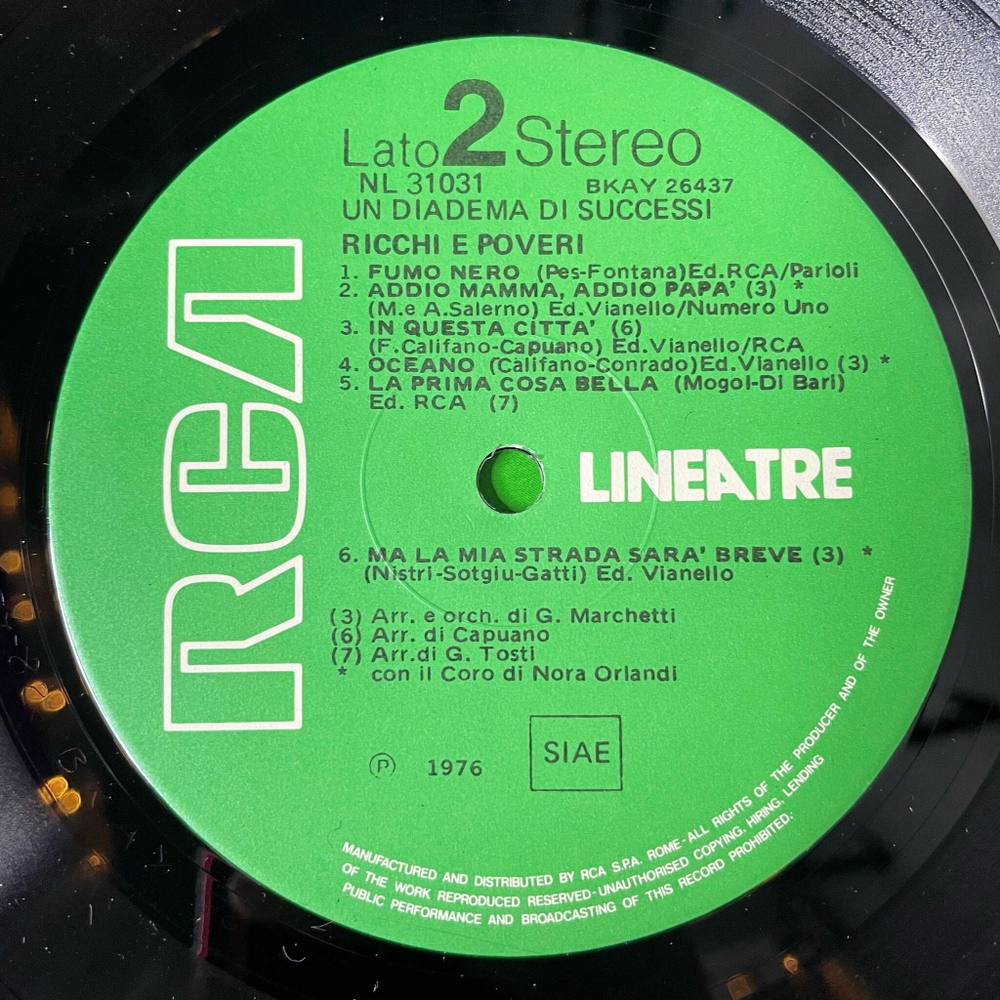 Lato 2 Stereo
NL 31031 BKAY 26437
UN DIADEMA DI SUCCESSI
RICCHI E POVERI
1. FUMO NERO (Pes-Fontana)Ed.RCA/Parioli
2. ADDIO MAMMA, ADDIO PAPA' (3) *
(M.e A.Salerno) Ed.Vianello/Numero Uno
3. IN QUESTA CITTA' (6)
(F.Califano-Capuano) Ed.Vianello/RCA
4. OCEANO (Califano-Conrado)Ed.Vianello (3) *
5. LA PRIMA COSA BELLA (Mogol-Di Bari)
Ed. RCA (7)
RCA
LINEATRE
6. MA LA MIA STRADA SARA' BREVE (3) *
(Nistri-Sotgiu-Gatti) Ed. Vianello
(3) Arr. e orch. di G. Marchetti
(6) Arr. di Capuano
(7) Arr.di G. Tosti
* con il Coro di Nora Orlandi
Ⓟ 1976
SIAE
MANUFACTURED AND DISTRIBUTED BY RCA S.P.A. ROME-ALL RIGHTS OF THE PRODUCER AND OF THE OWNER
OF THE WORK REPRODUCED RESERVED-UNAUTHORISED COPYING, HIRING, LENDING
PUBLIC PERFORMANCE AND BROADCASTING OF THIS RECORD PROHIBITED.